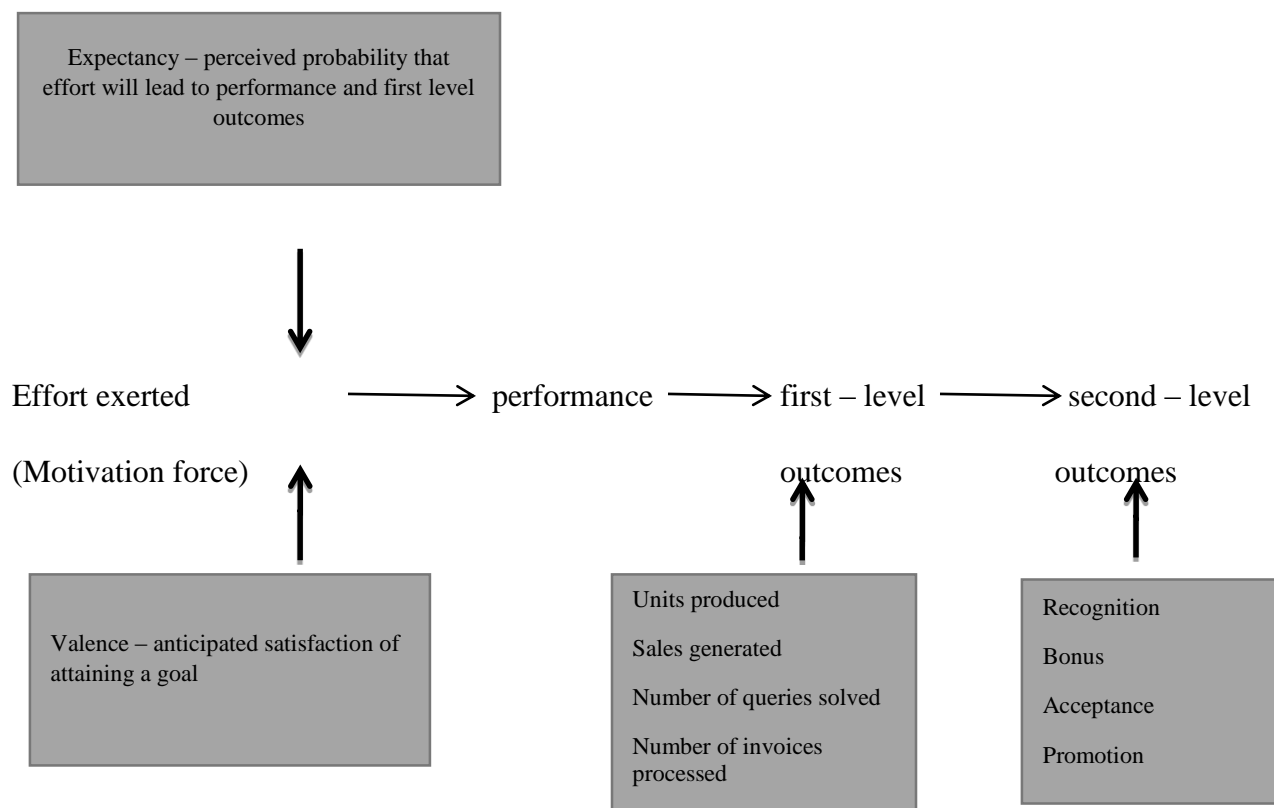 Expectancy – perceived probability that
effort will lead to performance and first level
outcomes
Effort exerted performance first – level second – level
(Motivation force) outcomes outcomes
Valence – anticipated satisfaction of
attaining a goal
Units produced
Sales generated
Number of queries solved
Number of invoices
processed
Recognition
Bonus
Acceptance
Promotion